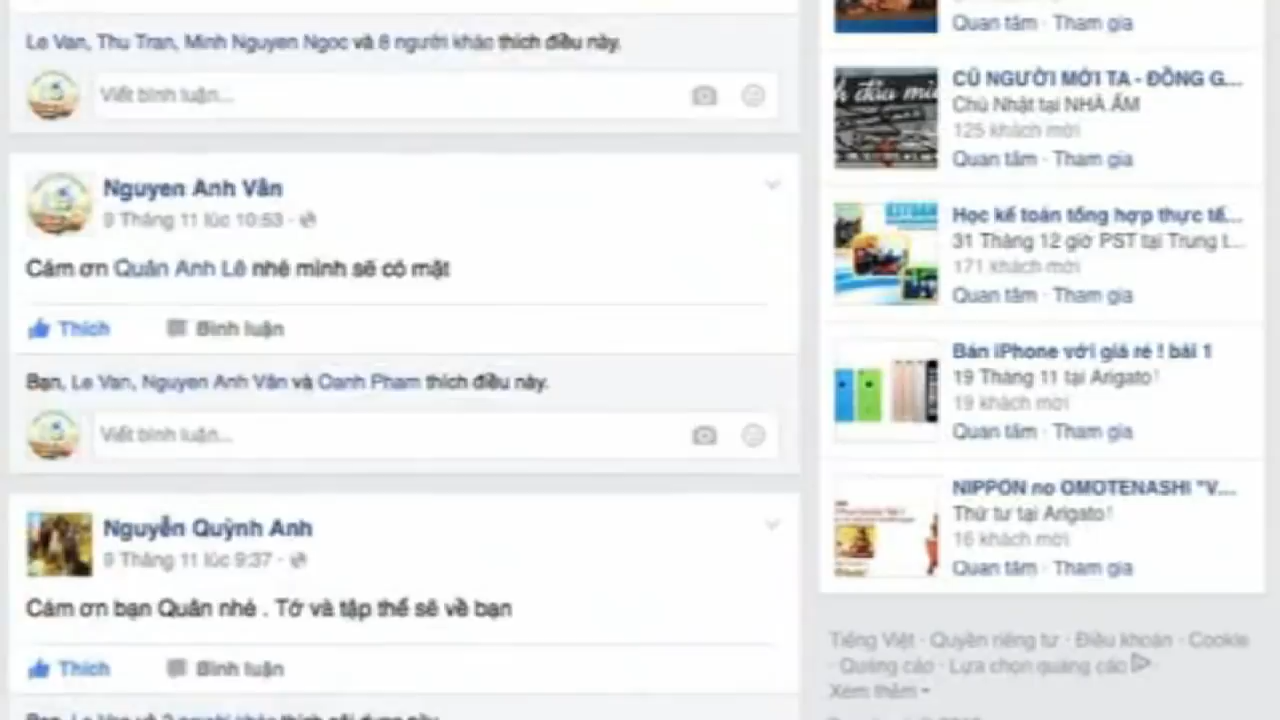 Le Van, Thu Tran, Minh Nguyen Ngoc và 6 người khác thích điều này.
Viết bình luận...
Nguyen Anh Vân
9 Tháng 11 lúc 10:53 ·
Cám ơn Quân Anh Lê nhé mình sẽ có mặt
Thích Bình luận
Bạn, Le Van, Nguyen Anh Vân và Oanh Pham thích điều này.
Viết bình luận...
Nguyễn Quỳnh Anh
9 Tháng 11 lúc 9:37 ·
Cám ơn bạn Quân nhé . Tớ và tập thể sẽ về bạn
Thích Bình luận
Quan tâm · Tham gia
CŨ NGƯỜI MỚI TA - ĐỒNG G...
Chủ Nhật tại NHÀ ẤM
125 khách mời
Quan tâm · Tham gia
Học kế toán tổng hợp thực tế...
31 Tháng 12 giờ PST tại Trung t...
171 khách mời
Quan tâm · Tham gia
Bán iPhone với giá rẻ ! bài 1
19 Tháng 11 tại Arigato!
19 khách mời
Quan tâm · Tham gia
NIPPON no OMOTENASHI "V...
Thứ tư tại Arigato!
16 khách mời
Quan tâm · Tham gia
Tiếng Việt · Quyền riêng tư · Điều khoản · Cookie
· Quảng cáo · Lựa chọn quảng cáo
Xem thêm